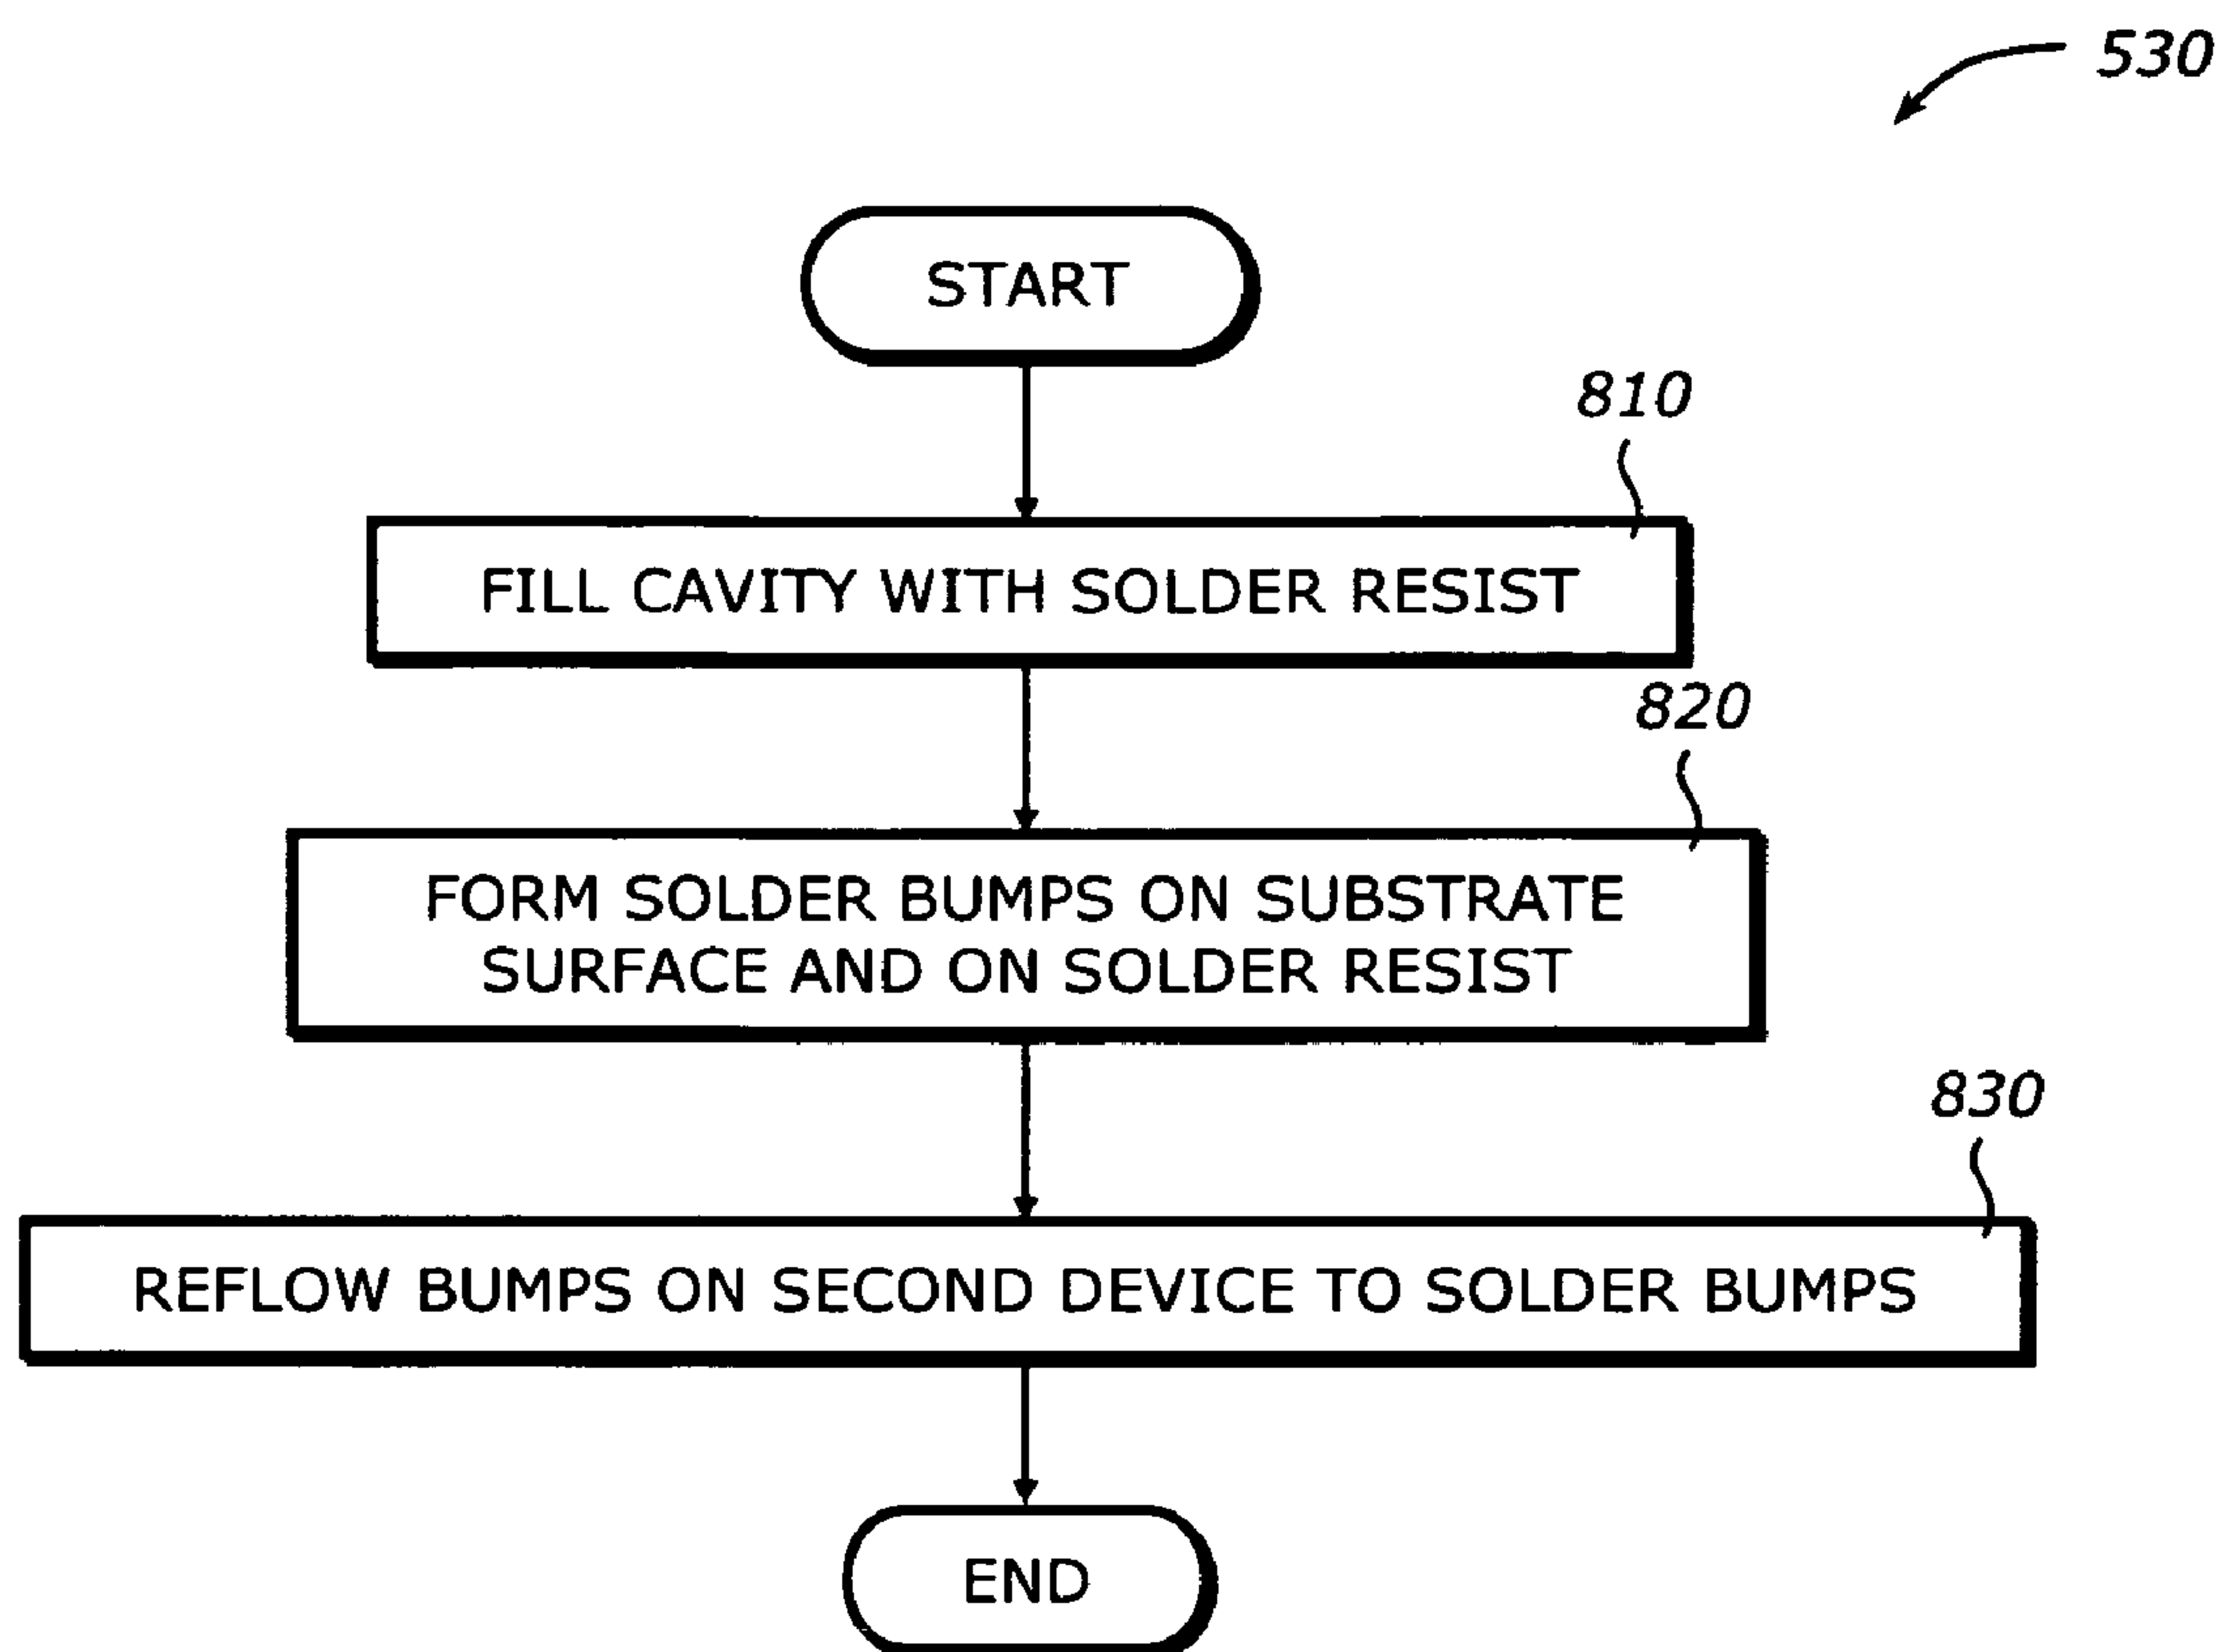 530
START
810
FILL CAVITY WITH SOLDER RESIST
820
FORM SOLDER BUMPS ON SUBSTRATE
SURFACE AND ON SOLDER RESIST
830
REFLOW BUMPS ON SECOND DEVICE TO SOLDER BUMPS
END